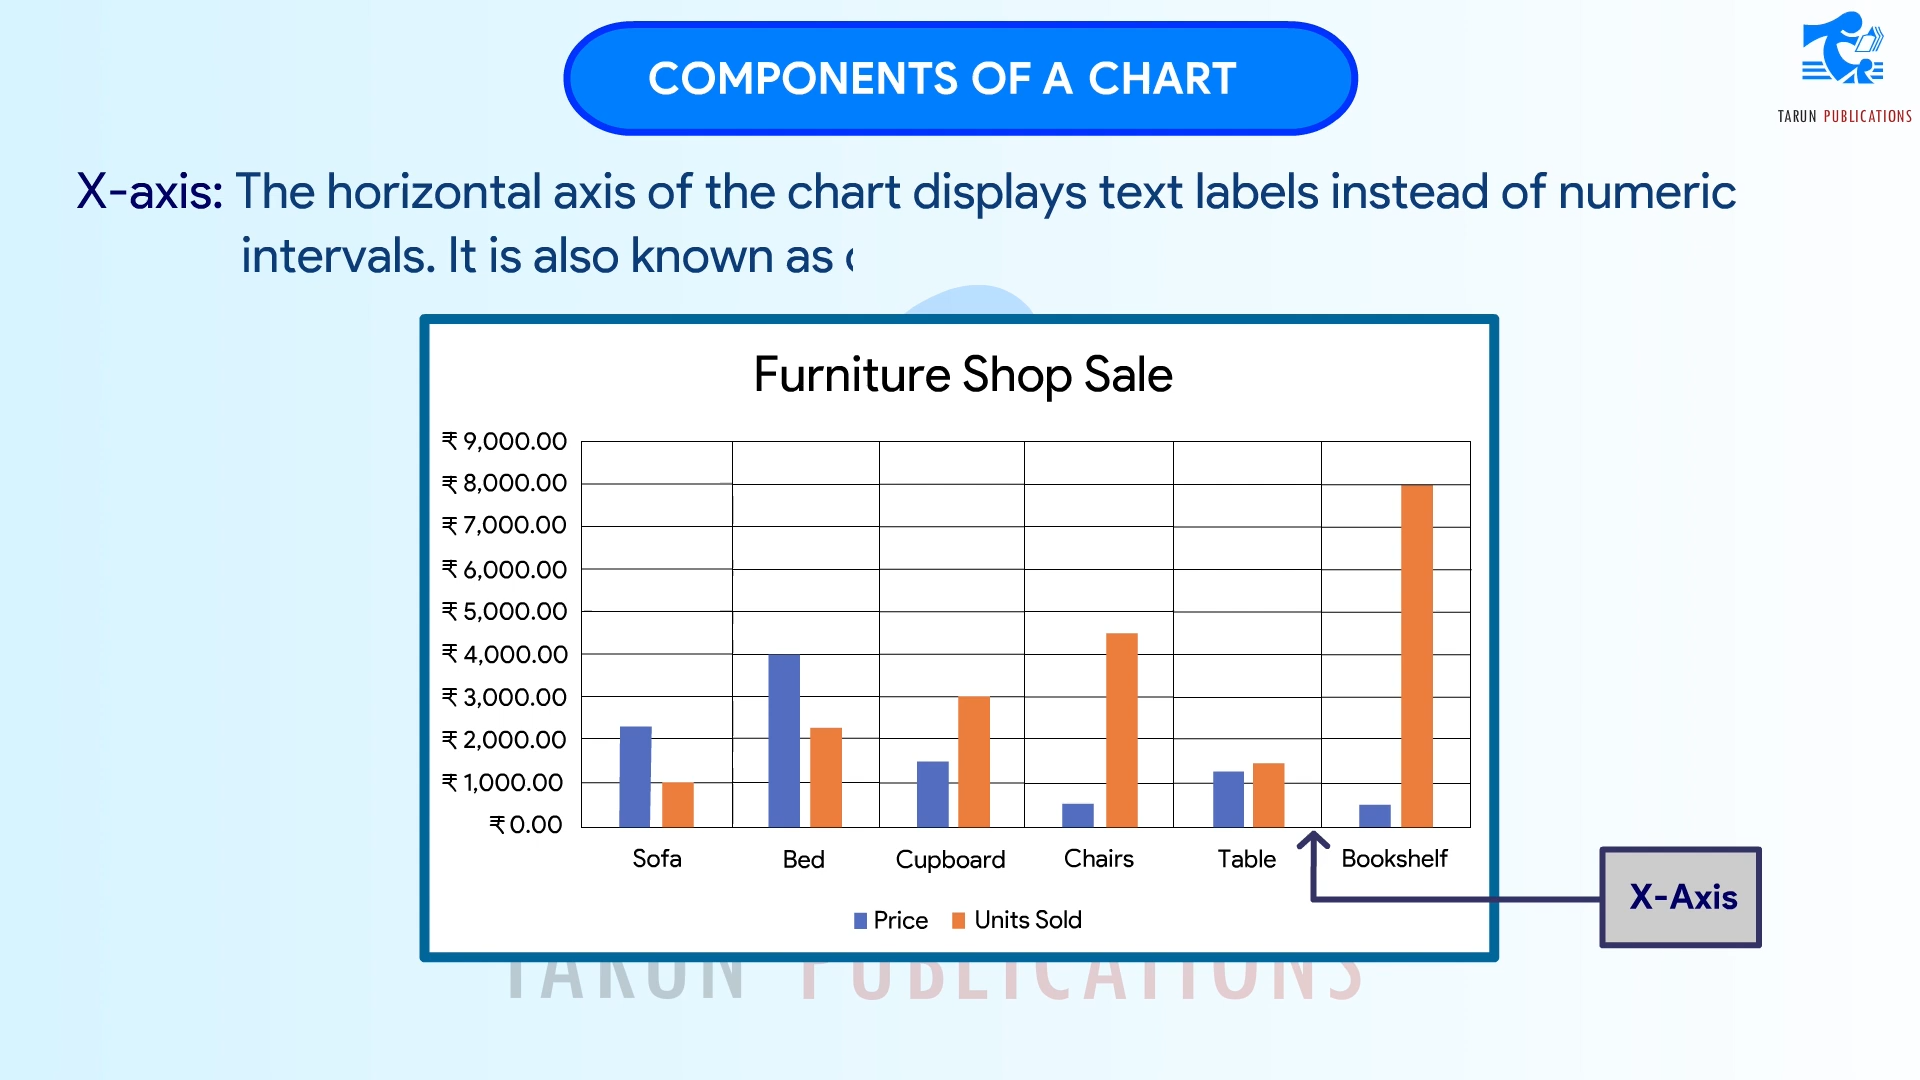 COMPONENTS OF A CHART
TARUN PUBLICATIONS
X-axis: The horizontal axis of the chart displays text labels instead of numeric
intervals. It is also known as
Furniture Shop Sale
₹ 9,000.00
₹ 8,000.00
₹ 7,000.00
₹ 6,000.00
₹ 5,000.00
₹ 4,000.00
₹ 3,000.00
₹ 2,000.00
₹ 1,000.00
₹ 0.00
Sofa Bed Cupboard Chairs Table Bookshelf
X-Axis
Price Units Sold
TARUN PUBLICATIONS